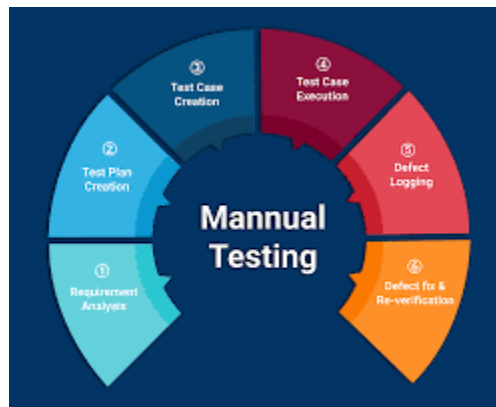 Mannual
Testing
①
Requirement
Analysis
②
Test Plan
Creation
③
Test Case
Creation
④
Test Case
Execution
⑤
Defect
Logging
⑥
Defect fix &
Re-verification